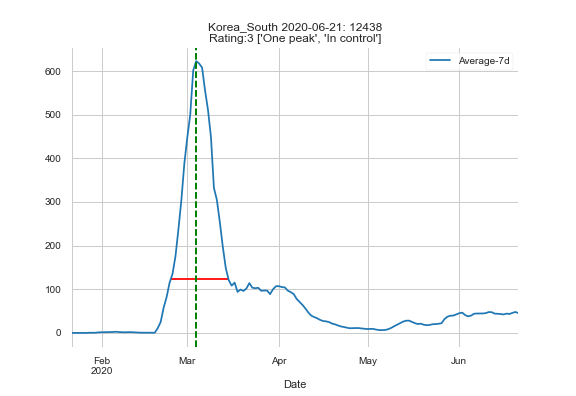 Korea_South 2020-06-21: 12438
Rating:3 ['One peak', 'In control']
Average-7d
600
500
400
300
200
100
0
Feb
2020
Mar
Apr
May
Jun
Date